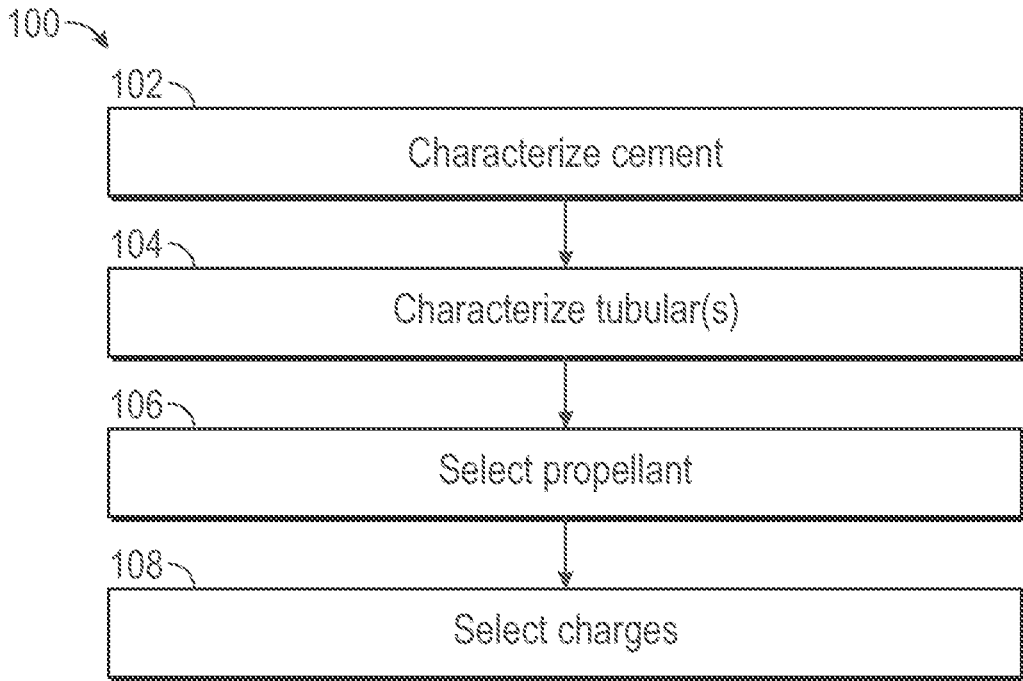 100
102
Characterize cement
104
Characterize tubular(s)
106
Select propellant
108
Select charges